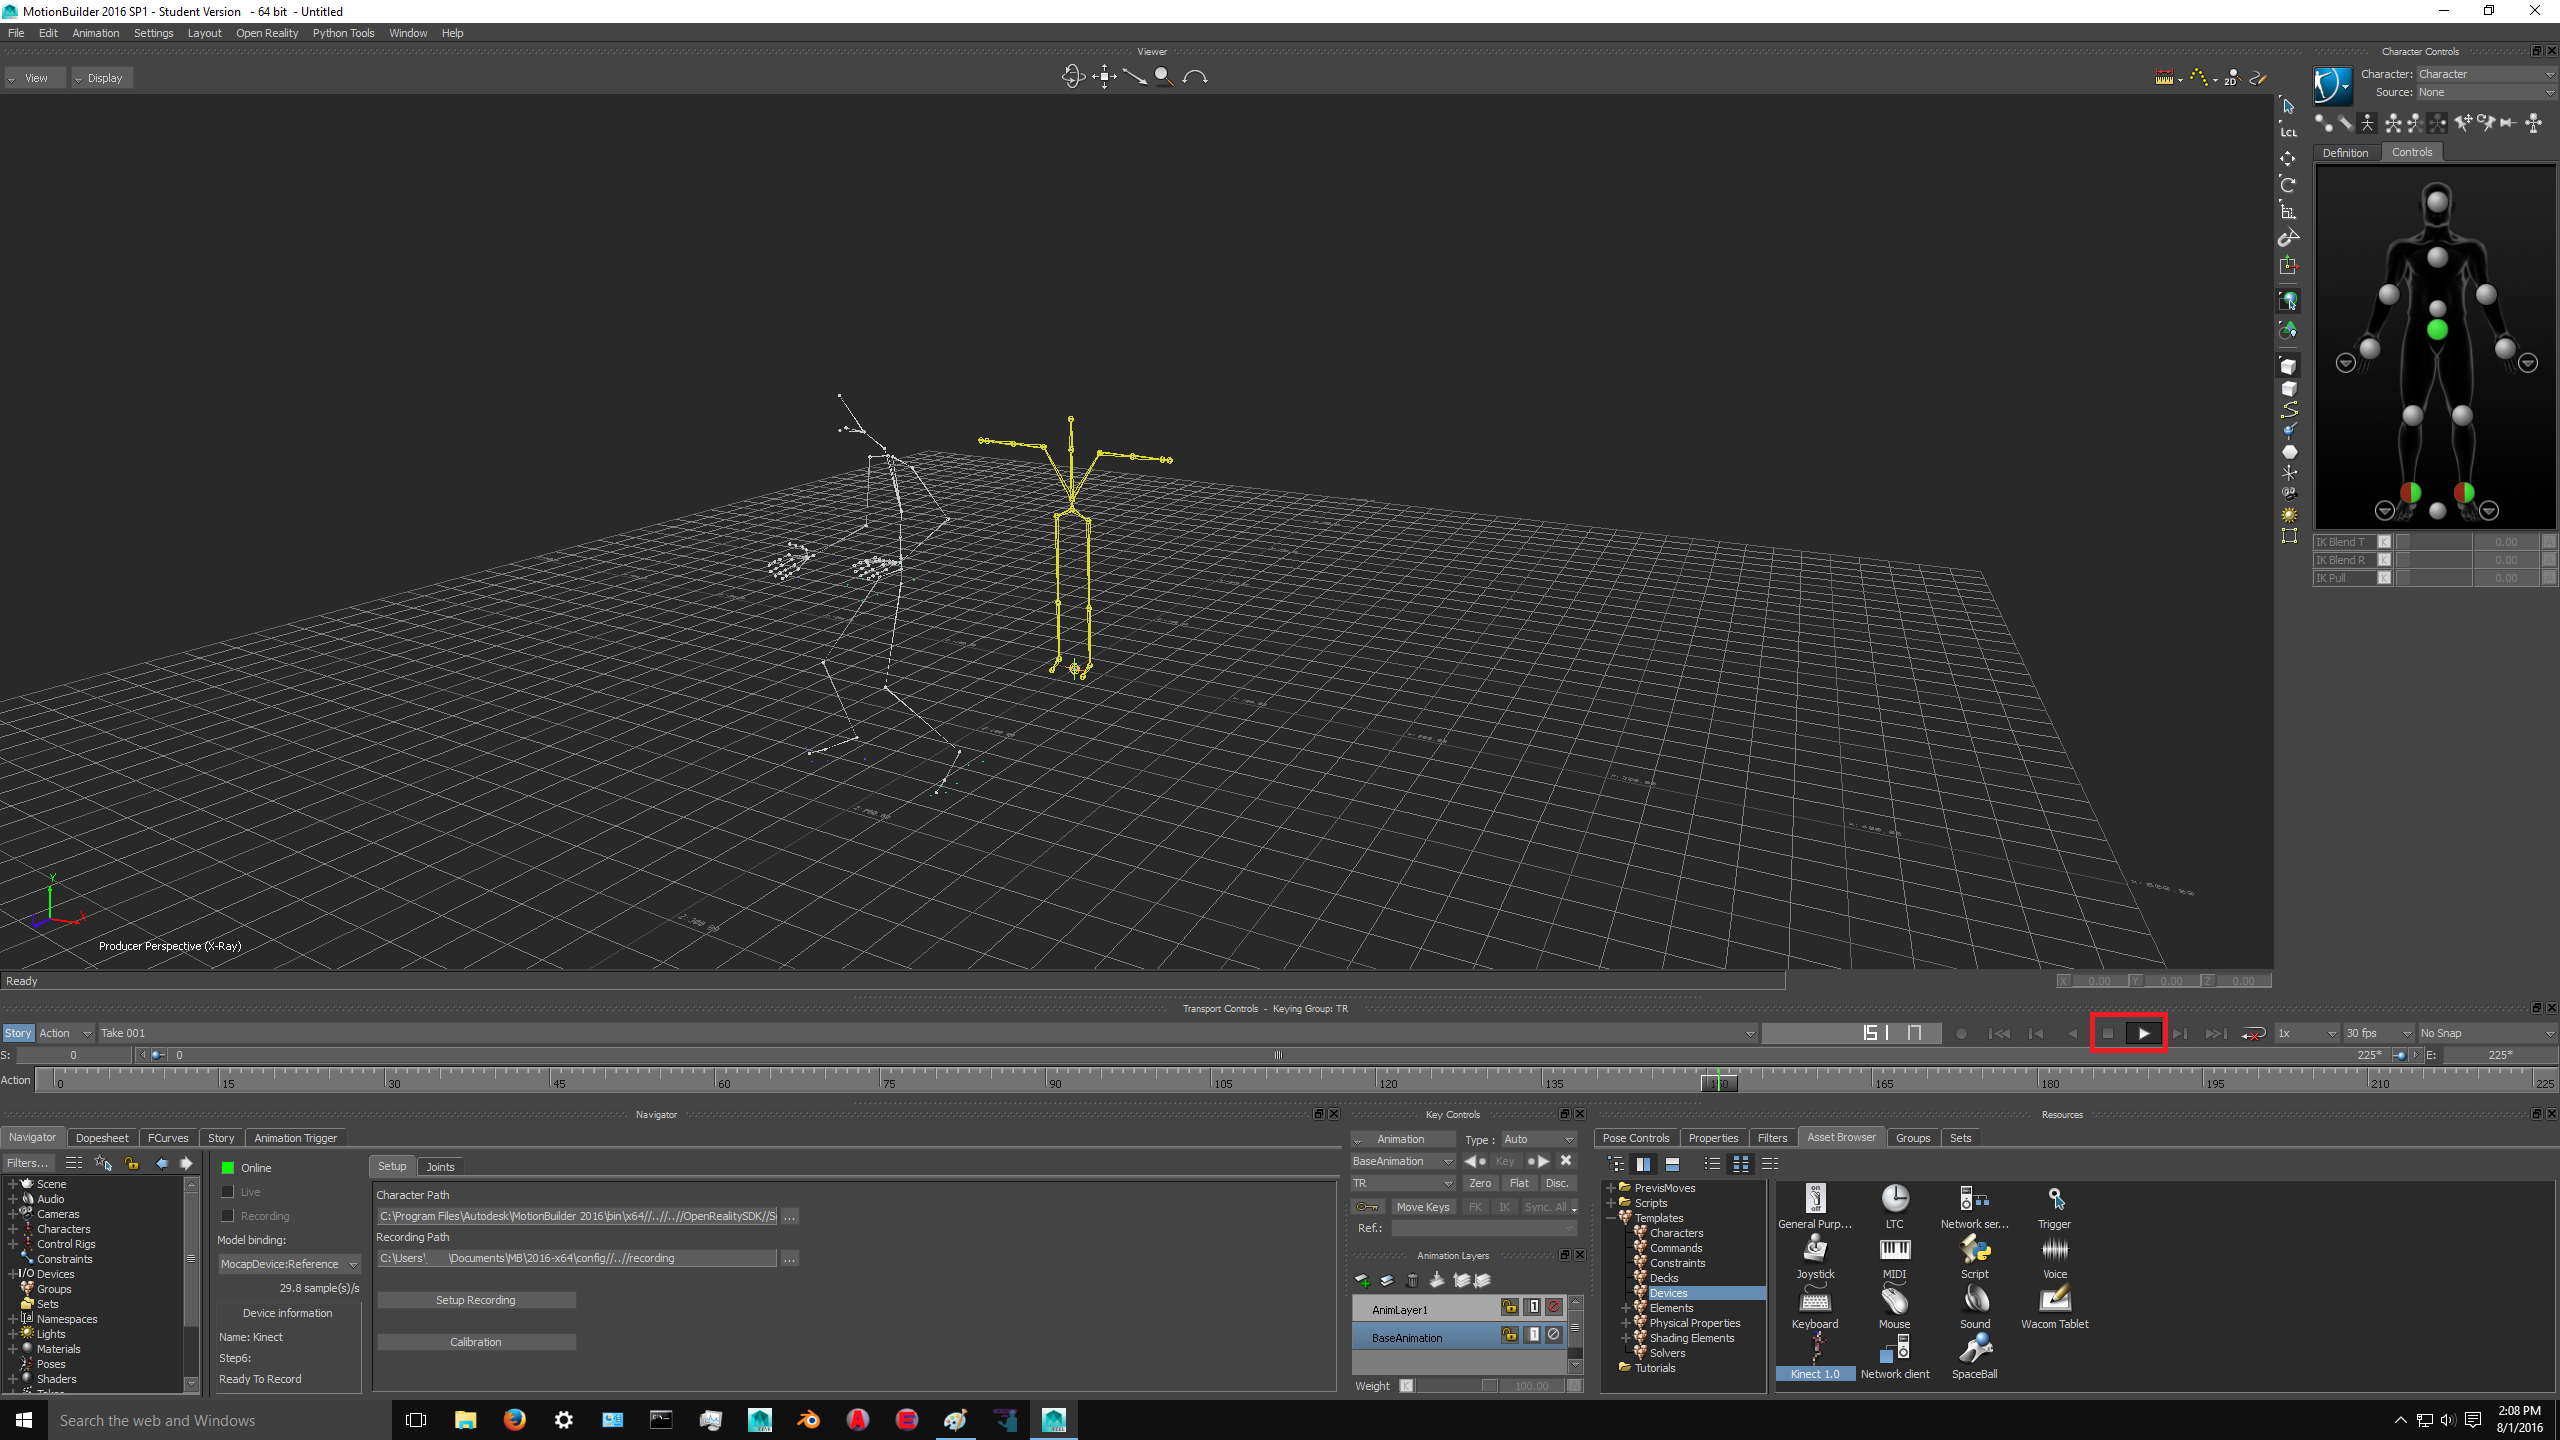 MotionBuilder 2016 SP1 - Student Version   - 64 bit  - Untitled
File Edit Animation Settings Layout Open Reality Python Tools Window Help
Viewer
Character Controls
View Display
2D
Character: Character
Source: None
LCL
Definition Controls
IK Blend T K 0.00 A
IK Blend R K 0.00 A
IK Pull K 0.00 A
Y
X
Producer Perspective (X-Ray)
Ready
X 0.00 Y 0.00 Z 0.00
Transport Controls  -  Keying Group: TR
Story Action Take 001
151 17
1x 30 fps No Snap
S: 0 0 225* E: 225*
Action 0 15 30 45 60 75 90 105 120 135 150 165 180 195 210 225
Navigator
Key Controls
Resources
Navigator Dopesheet FCurves Story Animation Trigger
Animation Type : Auto
Pose Controls Properties Filters Asset Browser Groups Sets
Filters...
Scene
Audio
Cameras
Characters
Control Rigs
Constraints
I/O Devices
Groups
Sets
Namespaces
Lights
Materials
Poses
Shaders
Takes
Online
Live
Recording
Model binding:
MocapDevice:Reference
29.8 sample(s)/s
Device information
Name: Kinect
Step6:
Ready To Record
Setup Joints
Character Path
C:\Program Files\Autodesk\MotionBuilder 2016\bin\x64//..//..//OpenRealitySDK//S ...
Recording Path
C:\Users\ \Documents\MB\2016-x64\config//..//recording ...
Setup Recording
Calibration
BaseAnimation Key
TR Zero Flat Disc.
Move Keys FK IK Sync. All
Ref.:
Animation Layers
AnimLayer1 1
BaseAnimation 1
Weight K 100.00 A
PrevisMoves
Scripts
Templates
Characters
Commands
Constraints
Decks
Devices
Elements
Physical Properties
Shading Elements
Solvers
Tutorials
on
off
General Purp... LTC Network ser... Trigger
Joystick MIDI Script Voice
Keyboard Mouse Sound Wacom Tablet
Kinect 1.0 Network client SpaceBall
Search the web and Windows
2:08 PM
8/1/2016